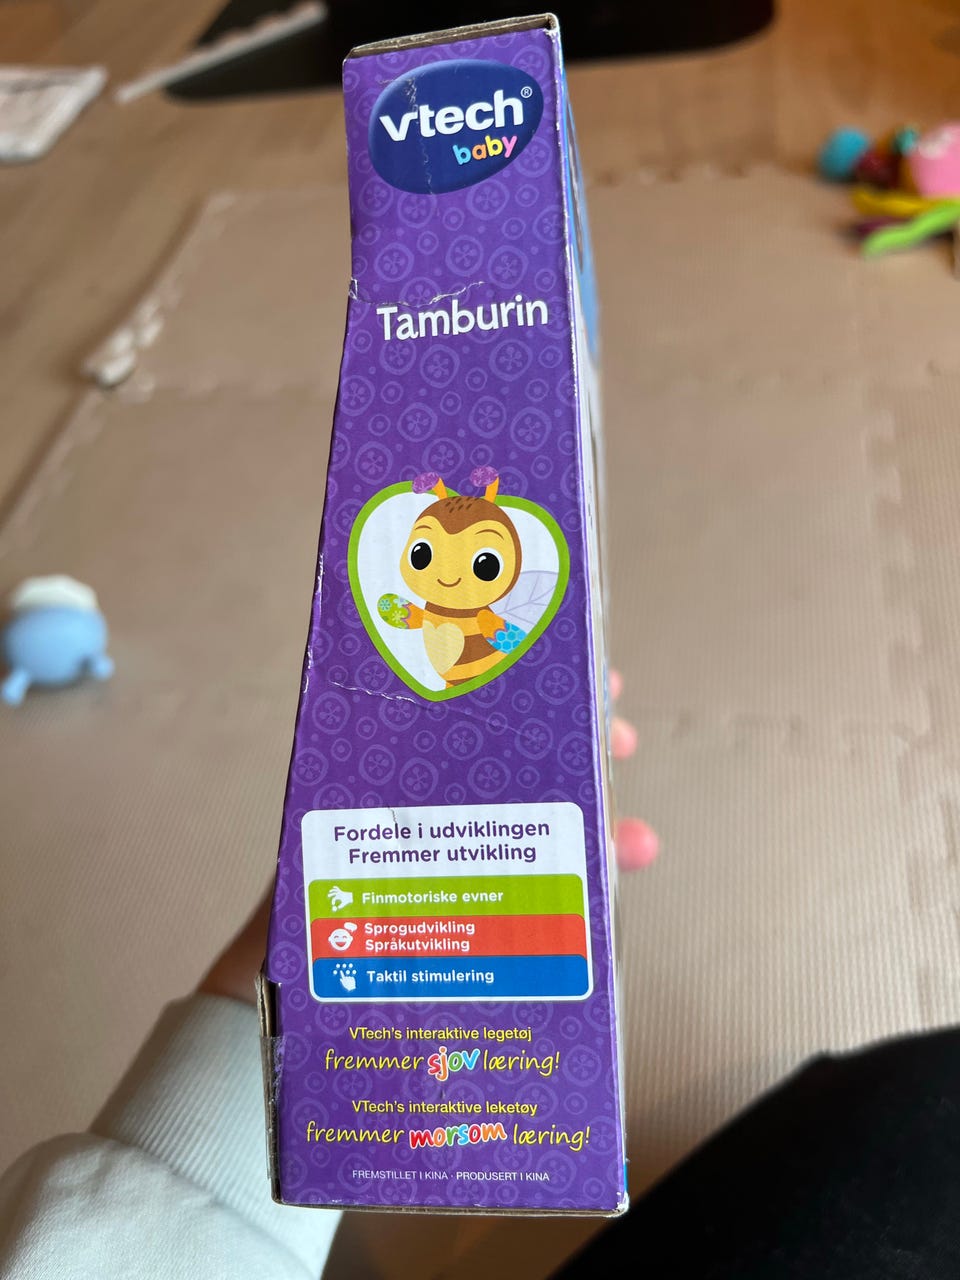 vtech®
baby
Tamburin
Fordele i udviklingen
Fremmer utvikling
Finmotoriske evner
Sprogudvikling
Språkutvikling
Taktil stimulering
VTech's interaktive legetøj
fremmer sjov læring!
VTech's interaktive leketøy
fremmer morsom læring!
FREMSTILLET I KINA · PRODUSERT I KINA